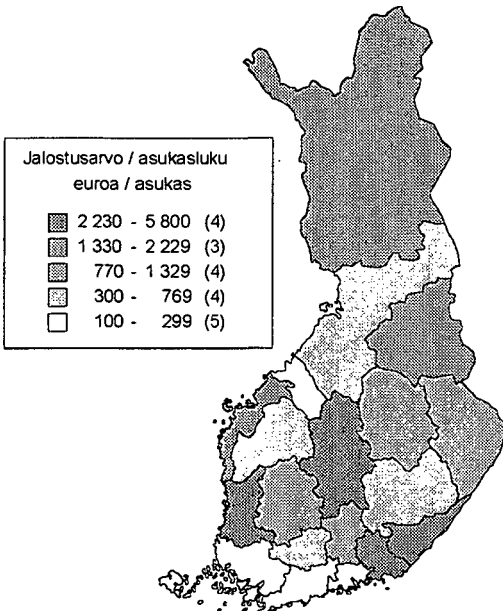 Jalostusarvo / asukasluku
euroa / asukas
2 230 - 5 800 (4)
1 330 - 2 229 (3)
770 - 1 329 (4)
300 - 769 (4)
100 - 299 (5)